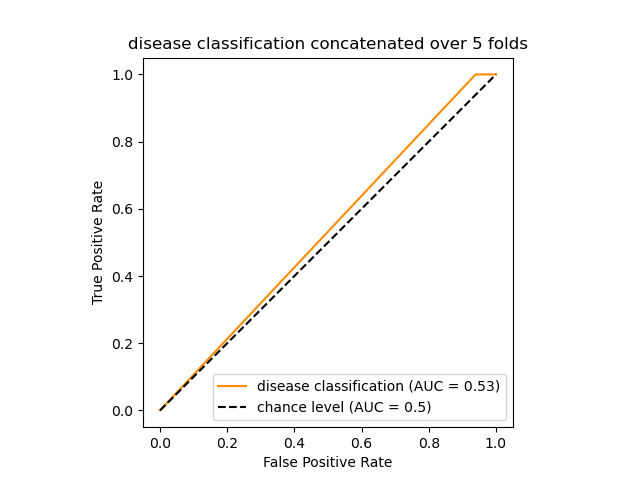 disease classification concatenated over 5 folds
True Positive Rate
1.0
0.8
0.6
0.4
0.2
0.0
disease classification (AUC = 0.53)
chance level (AUC = 0.5)
0.0 0.2 0.4 0.6 0.8 1.0
False Positive Rate